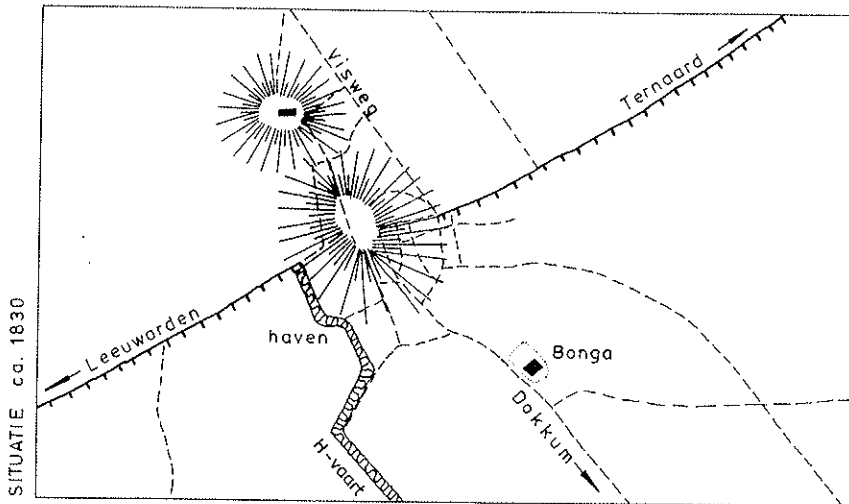 Visweg
Ternaard
Leeuwarden
haven
Bonga
Dokkum
H-vaart
SITUATIE ca. 1830